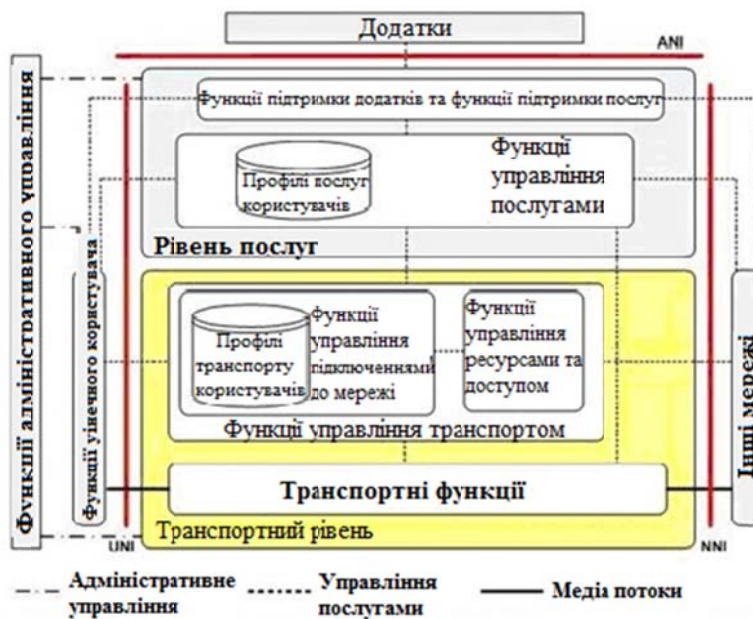 Додатки
ANI
Функції адміністративного управління
Функції підтримки додатків та функції підтримки послуг
Профілі послуг
користувачів
Функції
управління
послугами
Рівень послуг
Функції уінечного користувача
Профілі
транспорту
користувачів
Функції
управління
підключеннями
до мережі
Функції
управління
ресурсами та
доступом
Функції управління транспортом
Інші мережі
Транспортні функції
Транспортний рівень
UNI
NNI
Адміністративне
управління
Управління
послугами
Медіа потоки